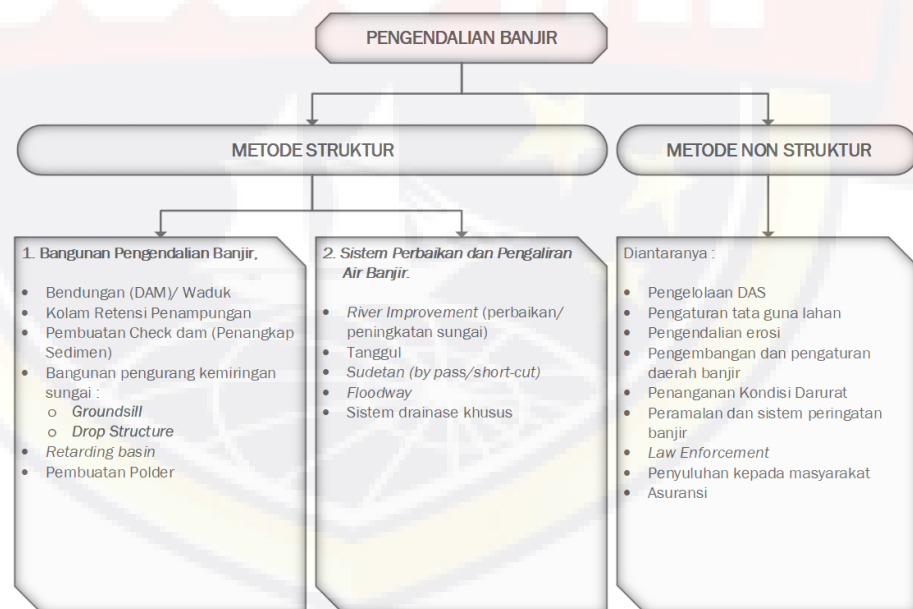 PENGENDALIAN BANJIR
METODE STRUKTUR
METODE NON STRUKTUR
1. Bangunan Pengendalian Banjir,
• Bendungan (DAM)/ Waduk
• Kolam Retensi Penampungan
• Pembuatan Check dam (Penangkap
Sedimen)
• Bangunan pengurang kemiringan
sungai :
o Groundsill
o Drop Structure
• Retarding basin
• Pembuatan Polder
2. Sistem Perbaikan dan Pengaliran
Air Banjir.
• River Improvement (perbaikan/
peningkatan sungai)
• Tanggul
• Sudetan (by pass/short-cut)
• Floodway
• Sistem drainase khusus
Diantaranya :
• Pengelolaan DAS
• Pengaturan tata guna lahan
• Pengendalian erosi
• Pengembangan dan pengaturan
daerah banjir
• Penanganan Kondisi Darurat
• Peramalan dan sistem peringatan
banjir
• Law Enforcement
• Penyuluhan kepada masyarakat
• Asuransi